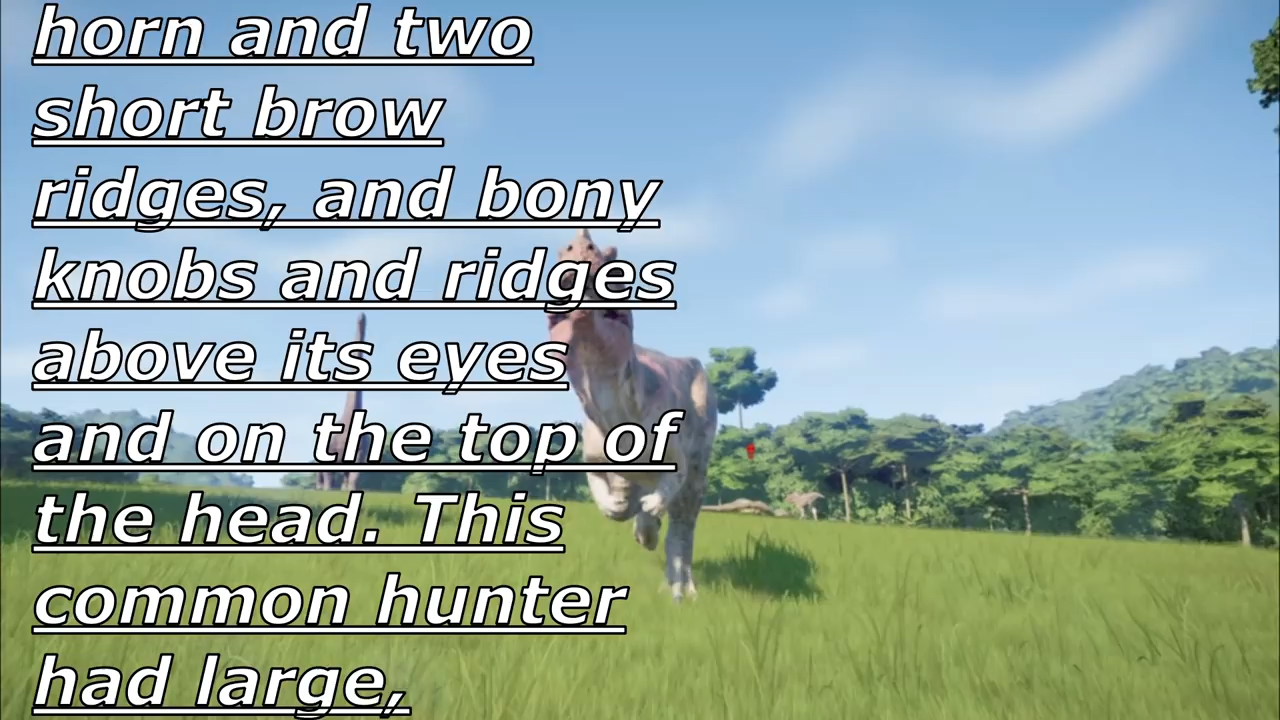 horn and two
short brow
ridges, and bony
knobs and ridges
above its eyes
and on the top of
the head. This
common hunter
had large,